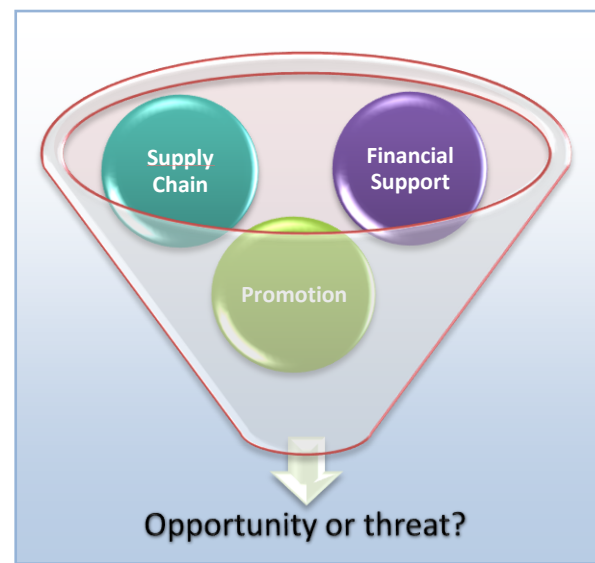 Supply
Chain
Financial
Support
Promotion
Opportunity or threat?